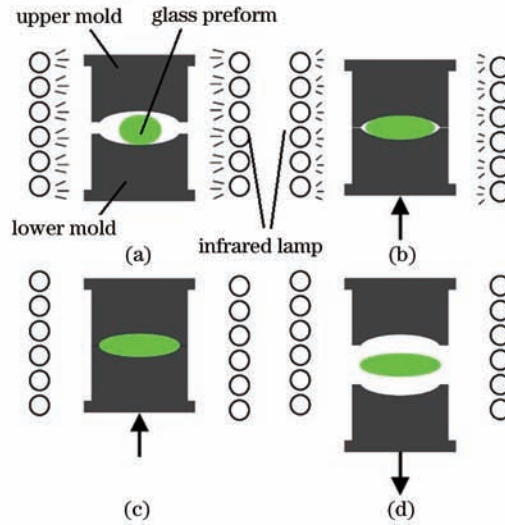 upper mold
glass preform
lower mold
infrared lamp
(a)
(b)
(c)
(d)